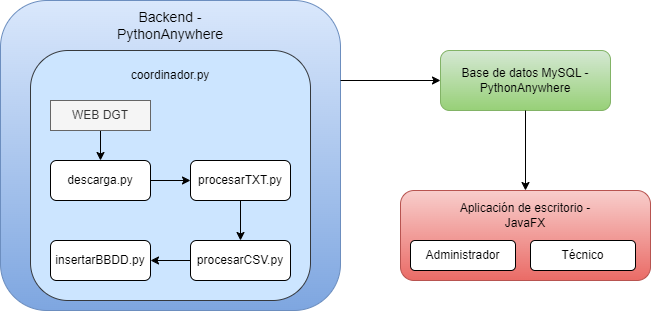 Backend -
PythonAnywhere
coordinador.py
WEB DGT
descarga.py
procesarTXT.py
insertarBBDD.py
procesarCSV.py
Base de datos MySQL -
PythonAnywhere
Aplicación de escritorio -
JavaFX
Administrador
Técnico